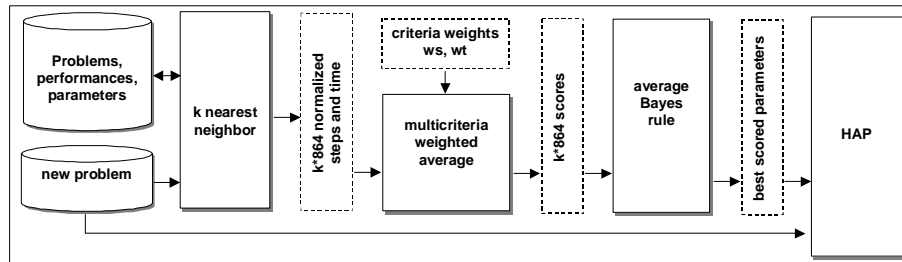 Problems,
performances,
parameters
new problem
k nearest
neighbor
k*864 normalized
steps and time
criteria weights
ws, wt
multicriteria
weighted
average
k*864 scores
average
Bayes
rule
best scored parameters
HAP